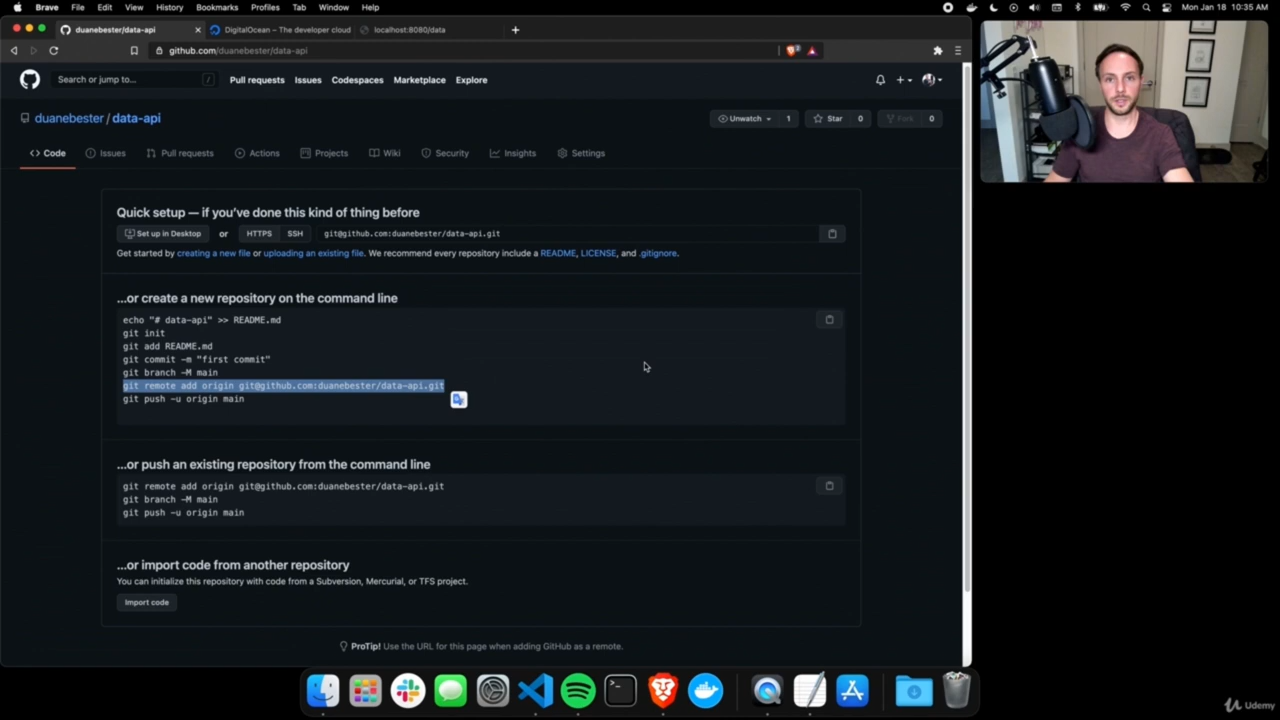 Brave File Edit View History Bookmarks Profiles Tab Window Help Mon Jan 18 10:35 AM
duanebester/data-api DigitalOcean – The developer cloud localhost:8080/data
github.com/duanebester/data-api
Search or jump to... / Pull requests Issues Codespaces Marketplace Explore
duanebester / data-api Unwatch 1 Star 0 Fork 0
Code Issues Pull requests Actions Projects Wiki Security Insights Settings
Quick setup — if you've done this kind of thing before
Set up in Desktop or HTTPS SSH git@github.com:duanebester/data-api.git
Get started by creating a new file or uploading an existing file. We recommend every repository include a README, LICENSE, and .gitignore.
...or create a new repository on the command line
echo "# data-api" >> README.md
git init
git add README.md
git commit -m "first commit"
git branch -M main
git remote add origin git@github.com:duanebester/data-api.git
git push -u origin main
...or push an existing repository from the command line
git remote add origin git@github.com:duanebester/data-api.git
git branch -M main
git push -u origin main
...or import code from another repository
You can initialize this repository with code from a Subversion, Mercurial, or TFS project.
Import code
ProTip! Use the URL for this page when adding GitHub as a remote.
Udemy